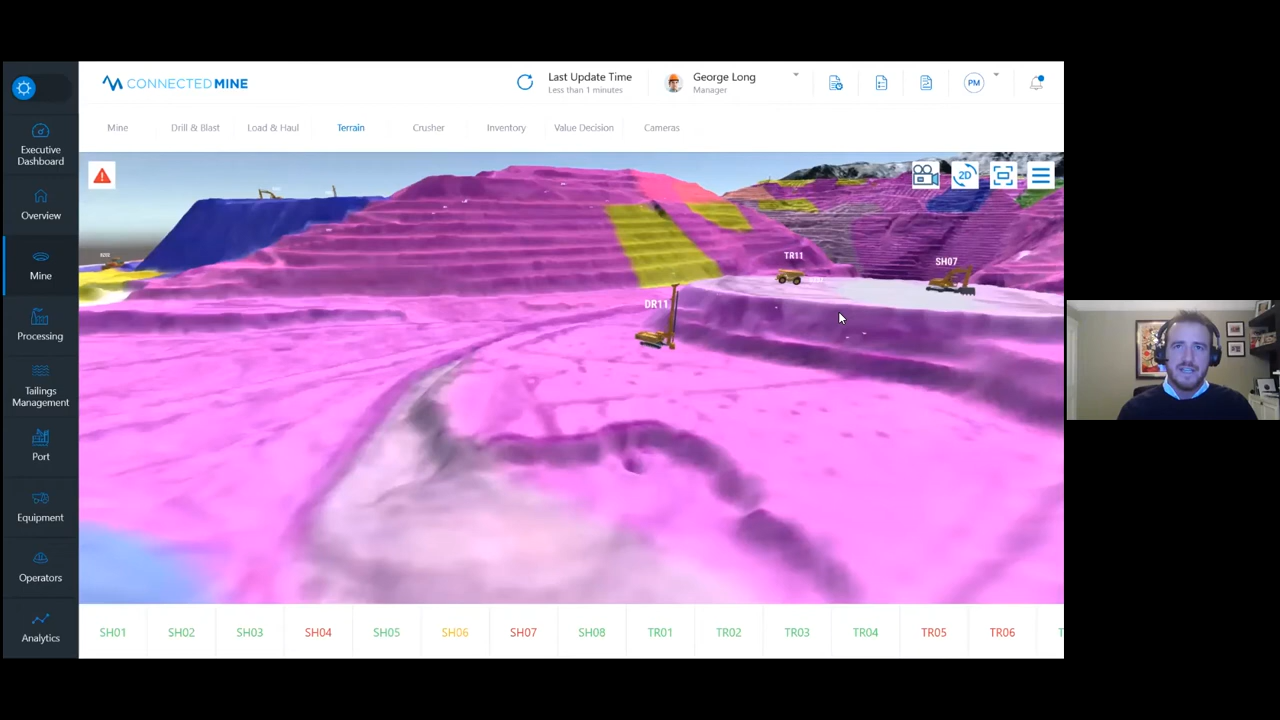 CONNECTED MINE
Last Update Time
Less than 1 minutes
George Long
Manager
PM
Executive
Dashboard
Overview
Mine
Processing
Tailings
Management
Port
Equipment
Operators
Analytics
Mine
Drill & Blast
Load & Haul
Terrain
Crusher
Inventory
Value Decision
Cameras
2D
TR11
SH07
DR11
SH01
SH02
SH03
SH04
SH05
SH06
SH07
SH08
TR01
TR02
TR03
TR04
TR05
TR06